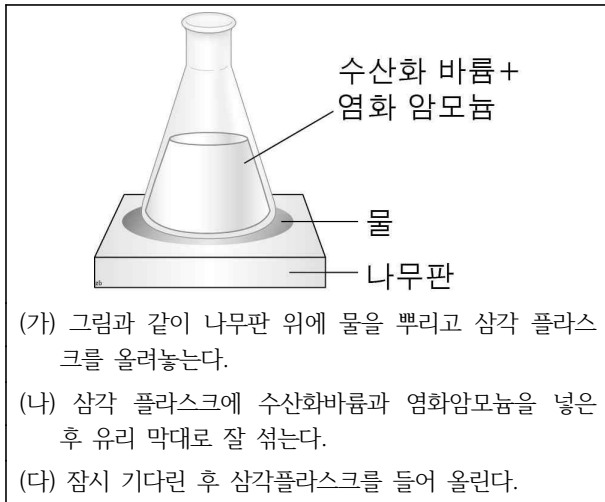 수산화 바륨+
염화 암모늄
물
나무판
eb
(가) 그림과 같이 나무판 위에 물을 뿌리고 삼각 플라스
크를 올려놓는다.
(나) 삼각 플라스크에 수산화바륨과 염화암모늄을 넣은
후 유리 막대로 잘 섞는다.
(다) 잠시 기다린 후 삼각플라스크를 들어 올린다.